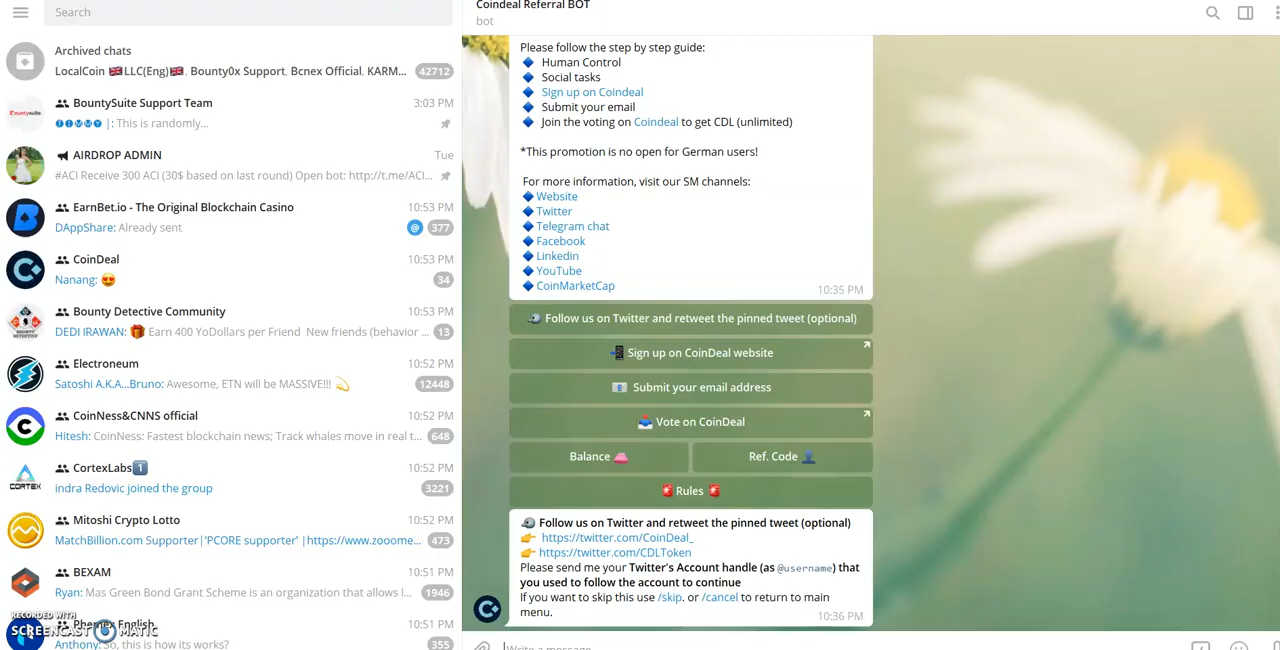 Search
Archived chats
LocalCoin 🇬🇧LLC(Eng)🇬🇧, Bounty0x Support, Bcnex Official, KARM... 42712
BountySuite Support Team 3:03 PM
🅣🅘🅜🅜🅨 |: This is randomly...
AIRDROP ADMIN Tue
#ACI Receive 300 ACI (30$ based on last round) Open bot: http://t.me/ACI...
EarnBet.io - The Original Blockchain Casino 10:53 PM
DAppShare: Already sent @ 377
CoinDeal 10:53 PM
Nanang: 😍 34
Bounty Detective Community 10:53 PM
DEDI IRAWAN: 🎁 Earn 400 YoDollars per Friend New friends (behavior ... 13
Electroneum 10:52 PM
Satoshi A.K.A...Bruno: Awesome, ETN will be MASSIVE!!! 💫 12448
CoinNess&CNNS official 10:52 PM
Hitesh: CoinNess: Fastest blockchain news; Track whales move in real t... 648
CortexLabs1️⃣ 10:52 PM
indra Redovic joined the group 3221
Mitoshi Crypto Lotto 10:52 PM
MatchBillion.com Supporter|'PCORE supporter' |https://www.zooome... 473
BEXAM 10:51 PM
Ryan: Mas Green Bond Grant Scheme is an organization that allows l... 1946
Phemex English 10:51 PM
Anthony: So, this is how its works? 355
RECORDED WITH
SCREENCAST MATIC
Coindeal Referral BOT
bot
Please follow the step by step guide:
🔹 Human Control
🔹 Social tasks
🔹 Sign up on Coindeal
🔹 Submit your email
🔹 Join the voting on Coindeal to get CDL (unlimited)
*This promotion is no open for German users!
For more information, visit our SM channels:
🔹Website
🔹Twitter
🔹Telegram chat
🔹Facebook
🔹Linkedin
🔹YouTube
🔹CoinMarketCap
10:35 PM
Follow us on Twitter and retweet the pinned tweet (optional)
📲 Sign up on CoinDeal website
📧 Submit your email address
🗳 Vote on CoinDeal
Balance 👛 Ref. Code 👤
🚨 Rules 🚨
🐦 Follow us on Twitter and retweet the pinned tweet (optional)
👉 https://twitter.com/CoinDeal_
👉 https://twitter.com/CDLToken
Please send me your Twitter's Account handle (as @username) that
you used to follow the account to continue
If you want to skip this use /skip. or /cancel to return to main
menu.
10:36 PM
Write a message...